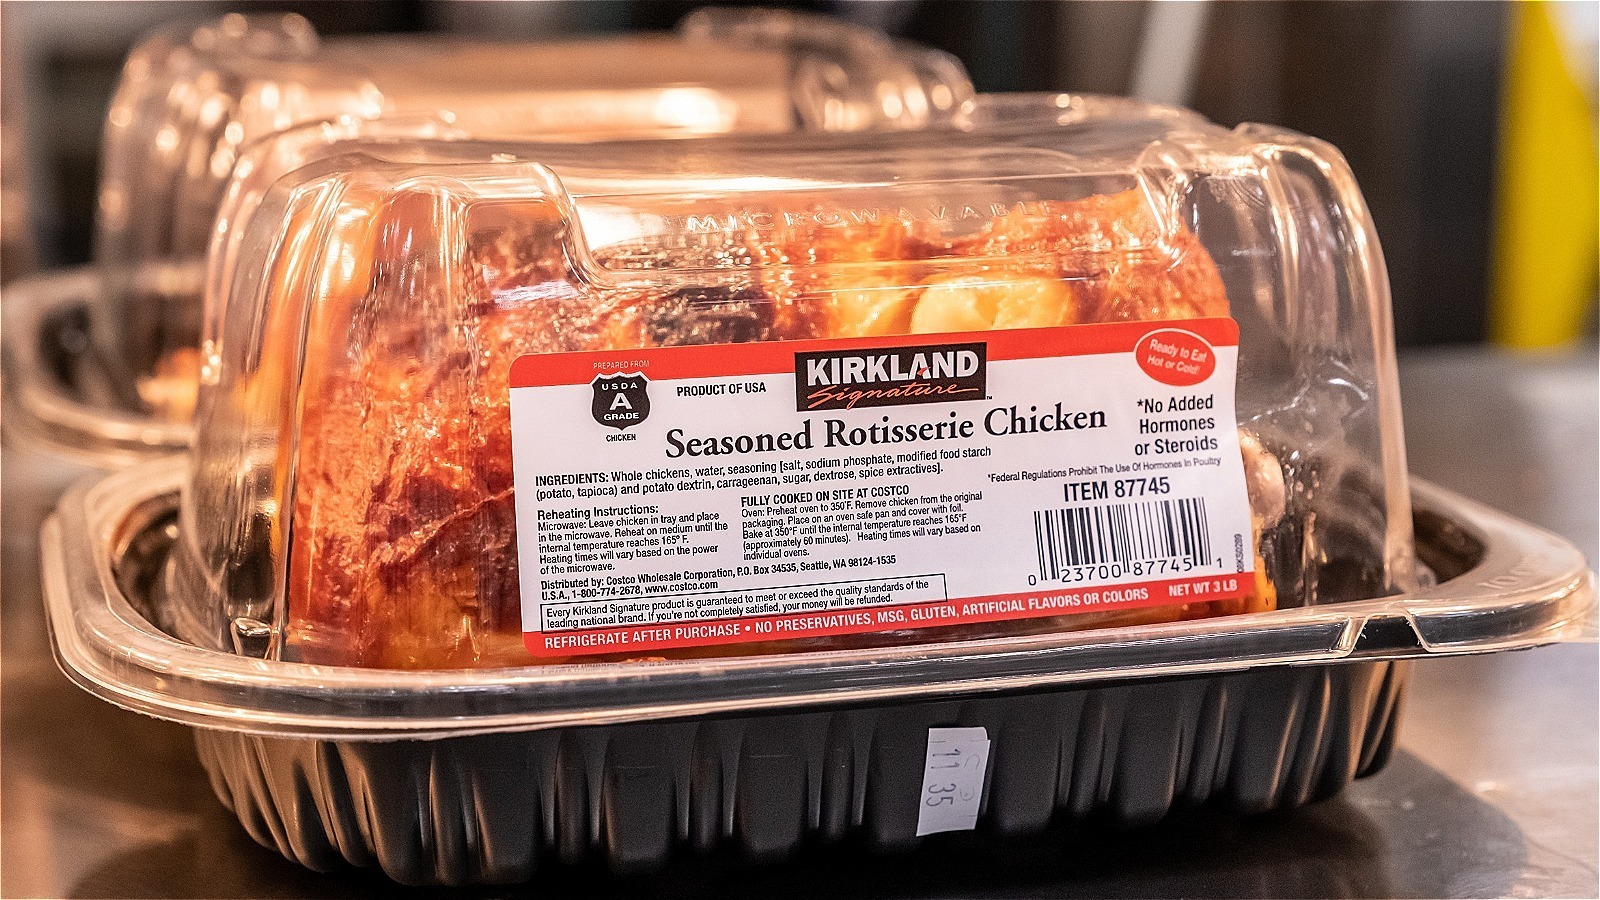 MICROWAVABLE
PREPARED FROM
USDA
A
GRADE
CHICKEN
PRODUCT OF USA
KIRKLAND
Signature™
Ready to Eat
Hot or Cold!
Seasoned Rotisserie Chicken
*No Added
Hormones
or Steroids
*Federal Regulations Prohibit The Use Of Hormones In Poultry
INGREDIENTS: Whole chickens, water, seasoning [salt, sodium phosphate, modified food starch
(potato, tapioca) and potato dextrin, carrageenan, sugar, dextrose, spice extractives].
Reheating Instructions:
Microwave: Leave chicken in tray and place
in the microwave. Reheat on medium until the
internal temperature reaches 165° F.
Heating times will vary based on the power
of the microwave.
FULLY COOKED ON SITE AT COSTCO
Oven: Preheat oven to 350°F. Remove chicken from the original
packaging. Place on an oven safe pan and cover with foil.
Bake at 350°F until the internal temperature reaches 165°F
(approximately 60 minutes). Heating times will vary based on
individual ovens.
ITEM 87745
0 23700 87745 1
Distributed by: Costco Wholesale Corporation, P.O. Box 34535, Seattle, WA 98124-1535
U.S.A., 1-800-774-2678, www.costco.com
Every Kirkland Signature product is guaranteed to meet or exceed the quality standards of the
leading national brand. If you're not completely satisfied, your money will be refunded.
REFRIGERATE AFTER PURCHASE • NO PRESERVATIVES, MSG, GLUTEN, ARTIFICIAL FLAVORS OR COLORS
NET WT 3 LB
11 35